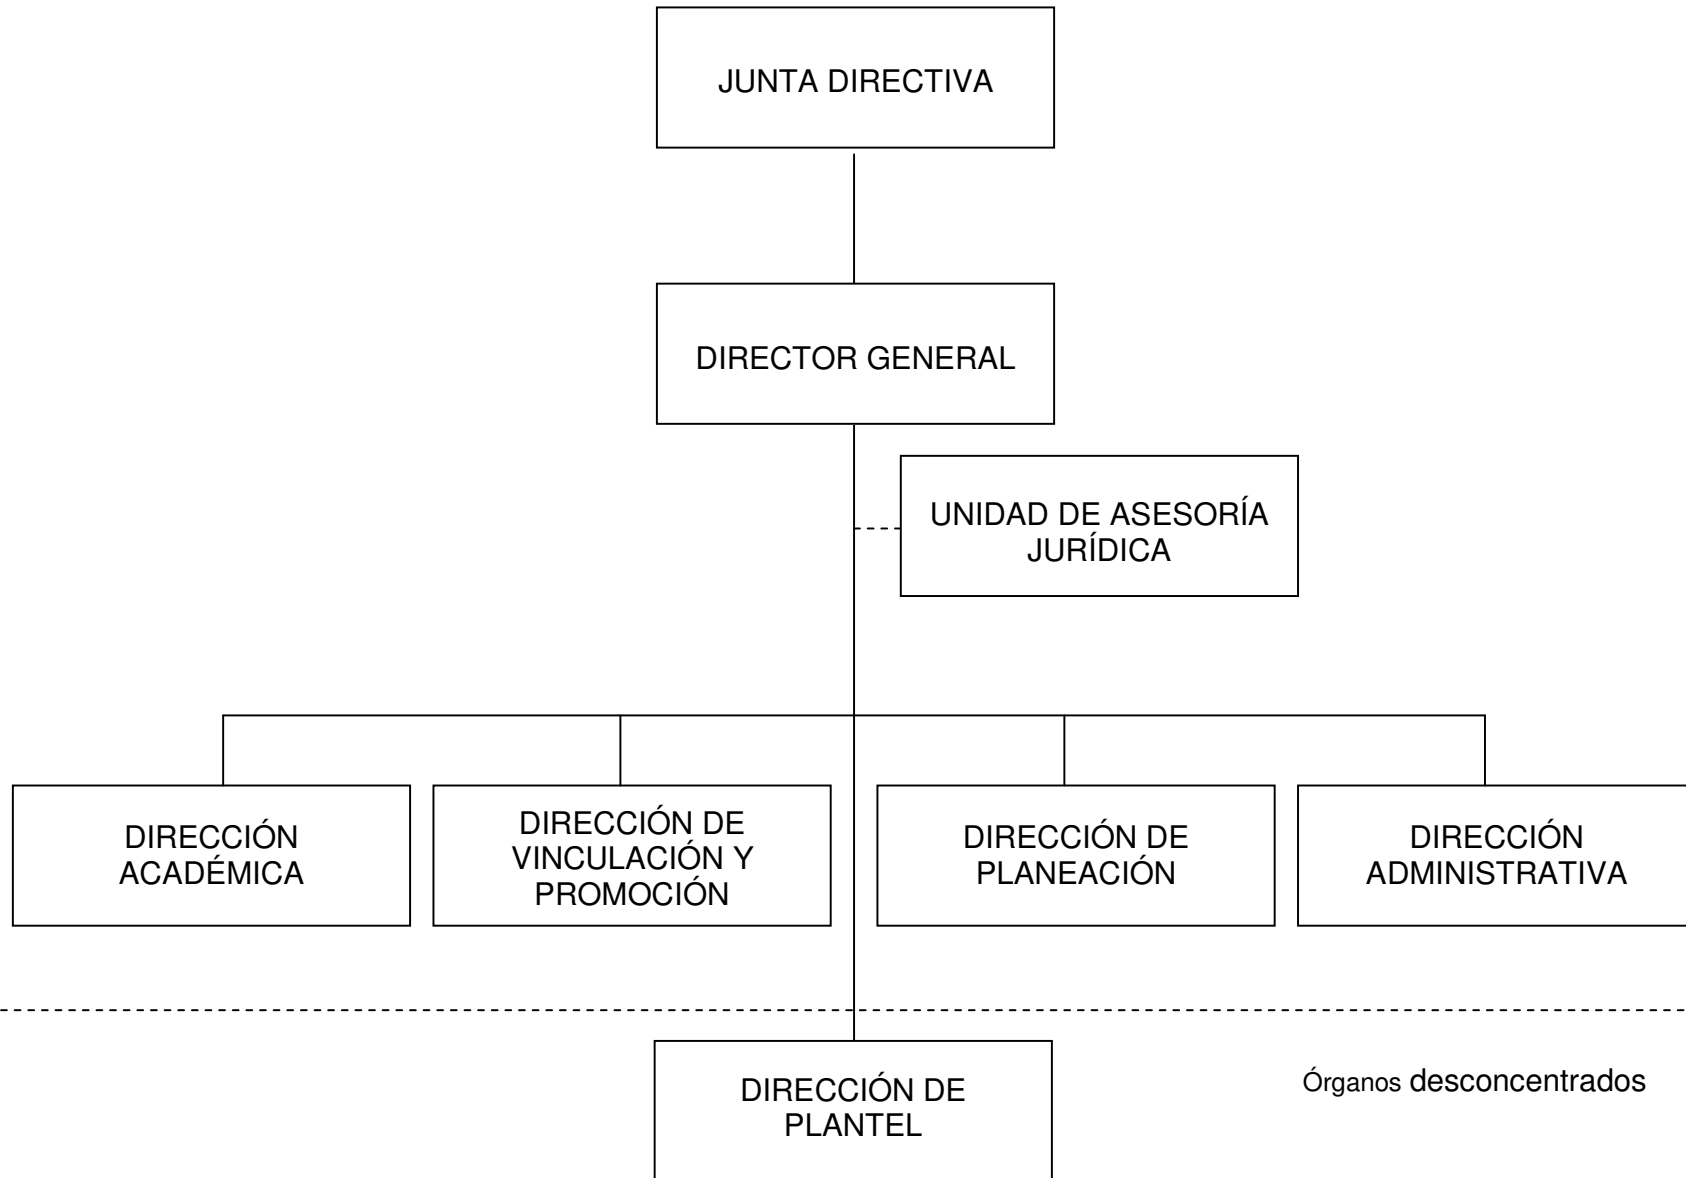 JUNTA DIRECTIVA
DIRECTOR GENERAL
UNIDAD DE ASESORÍA
JURÍDICA
DIRECCIÓN
ACADÉMICA
DIRECCIÓN DE
VINCULACIÓN Y
PROMOCIÓN
DIRECCIÓN DE
PLANEACIÓN
DIRECCIÓN
ADMINISTRATIVA
DIRECCIÓN DE
PLANTEL
Órganos desconcentrados